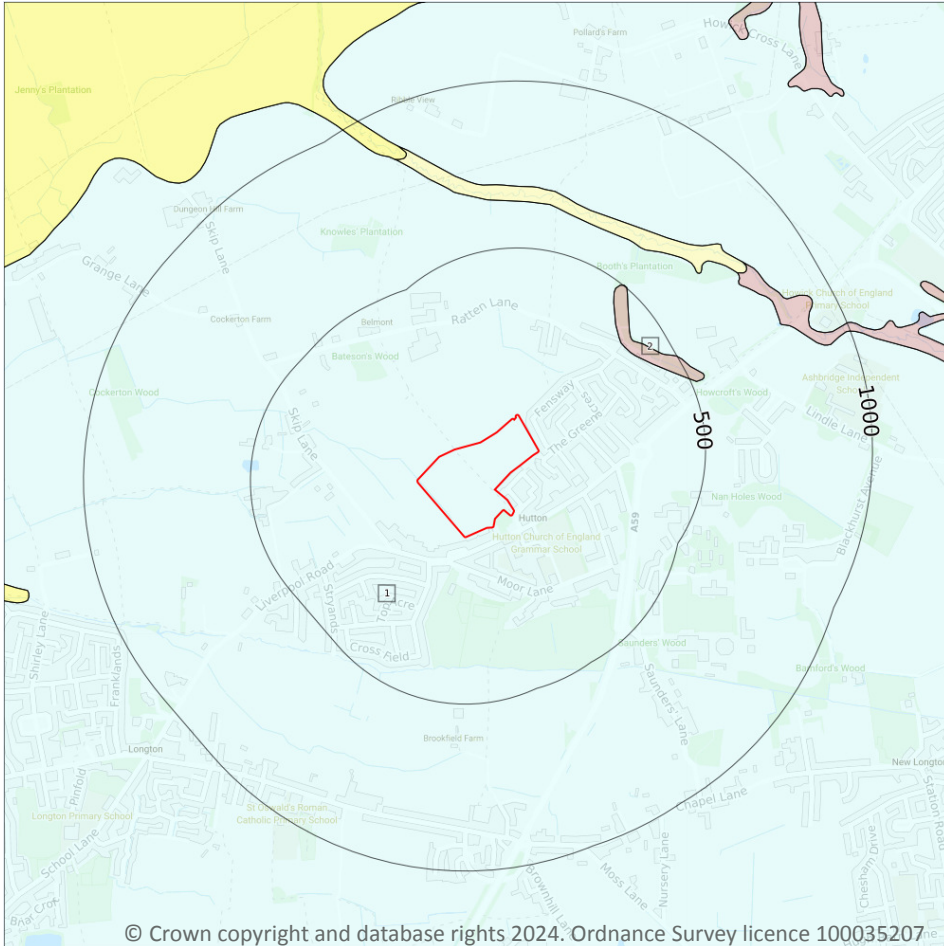 Howick Cross Lane
Pollard's Farm
Jenny's Plantation
Ribble View
Dungeon Hill Farm
Skip Lane
Knowles' Plantation
Grange Lane
Booth's Plantation
Howick Church of England
Primary School
Ratten Lane
Cockerton Farm
Belmont
2
Bateson's Wood
Ashbridge Independent
Cockerton Wood
Fensway
Howcroft's Wood
1000
The Greene
Acres
Lindle Lane
500
Skip Lane
Nan Holes Wood
Blackhurst Avenue
Hutton
A59
Hutton Church of England
Grammar School
Liverpool Road
Moor Lane
1
Stryands
Shirley Lane
Franklands
Cross Field
Saunders' Wood
Bamford's Wood
Saunders' Lane
Brookfield Farm
Longton
New Longton
Pinfold
Station Road
Longton Primary School
St Oswald's Roman
Catholic Primary School
Chapel Lane
School Lane
Nursery Lane
Chesham Drive
Moss Lane
Brownhill Lane
Briar Croft
© Crown copyright and database rights 2024. Ordnance Survey licence 100035207